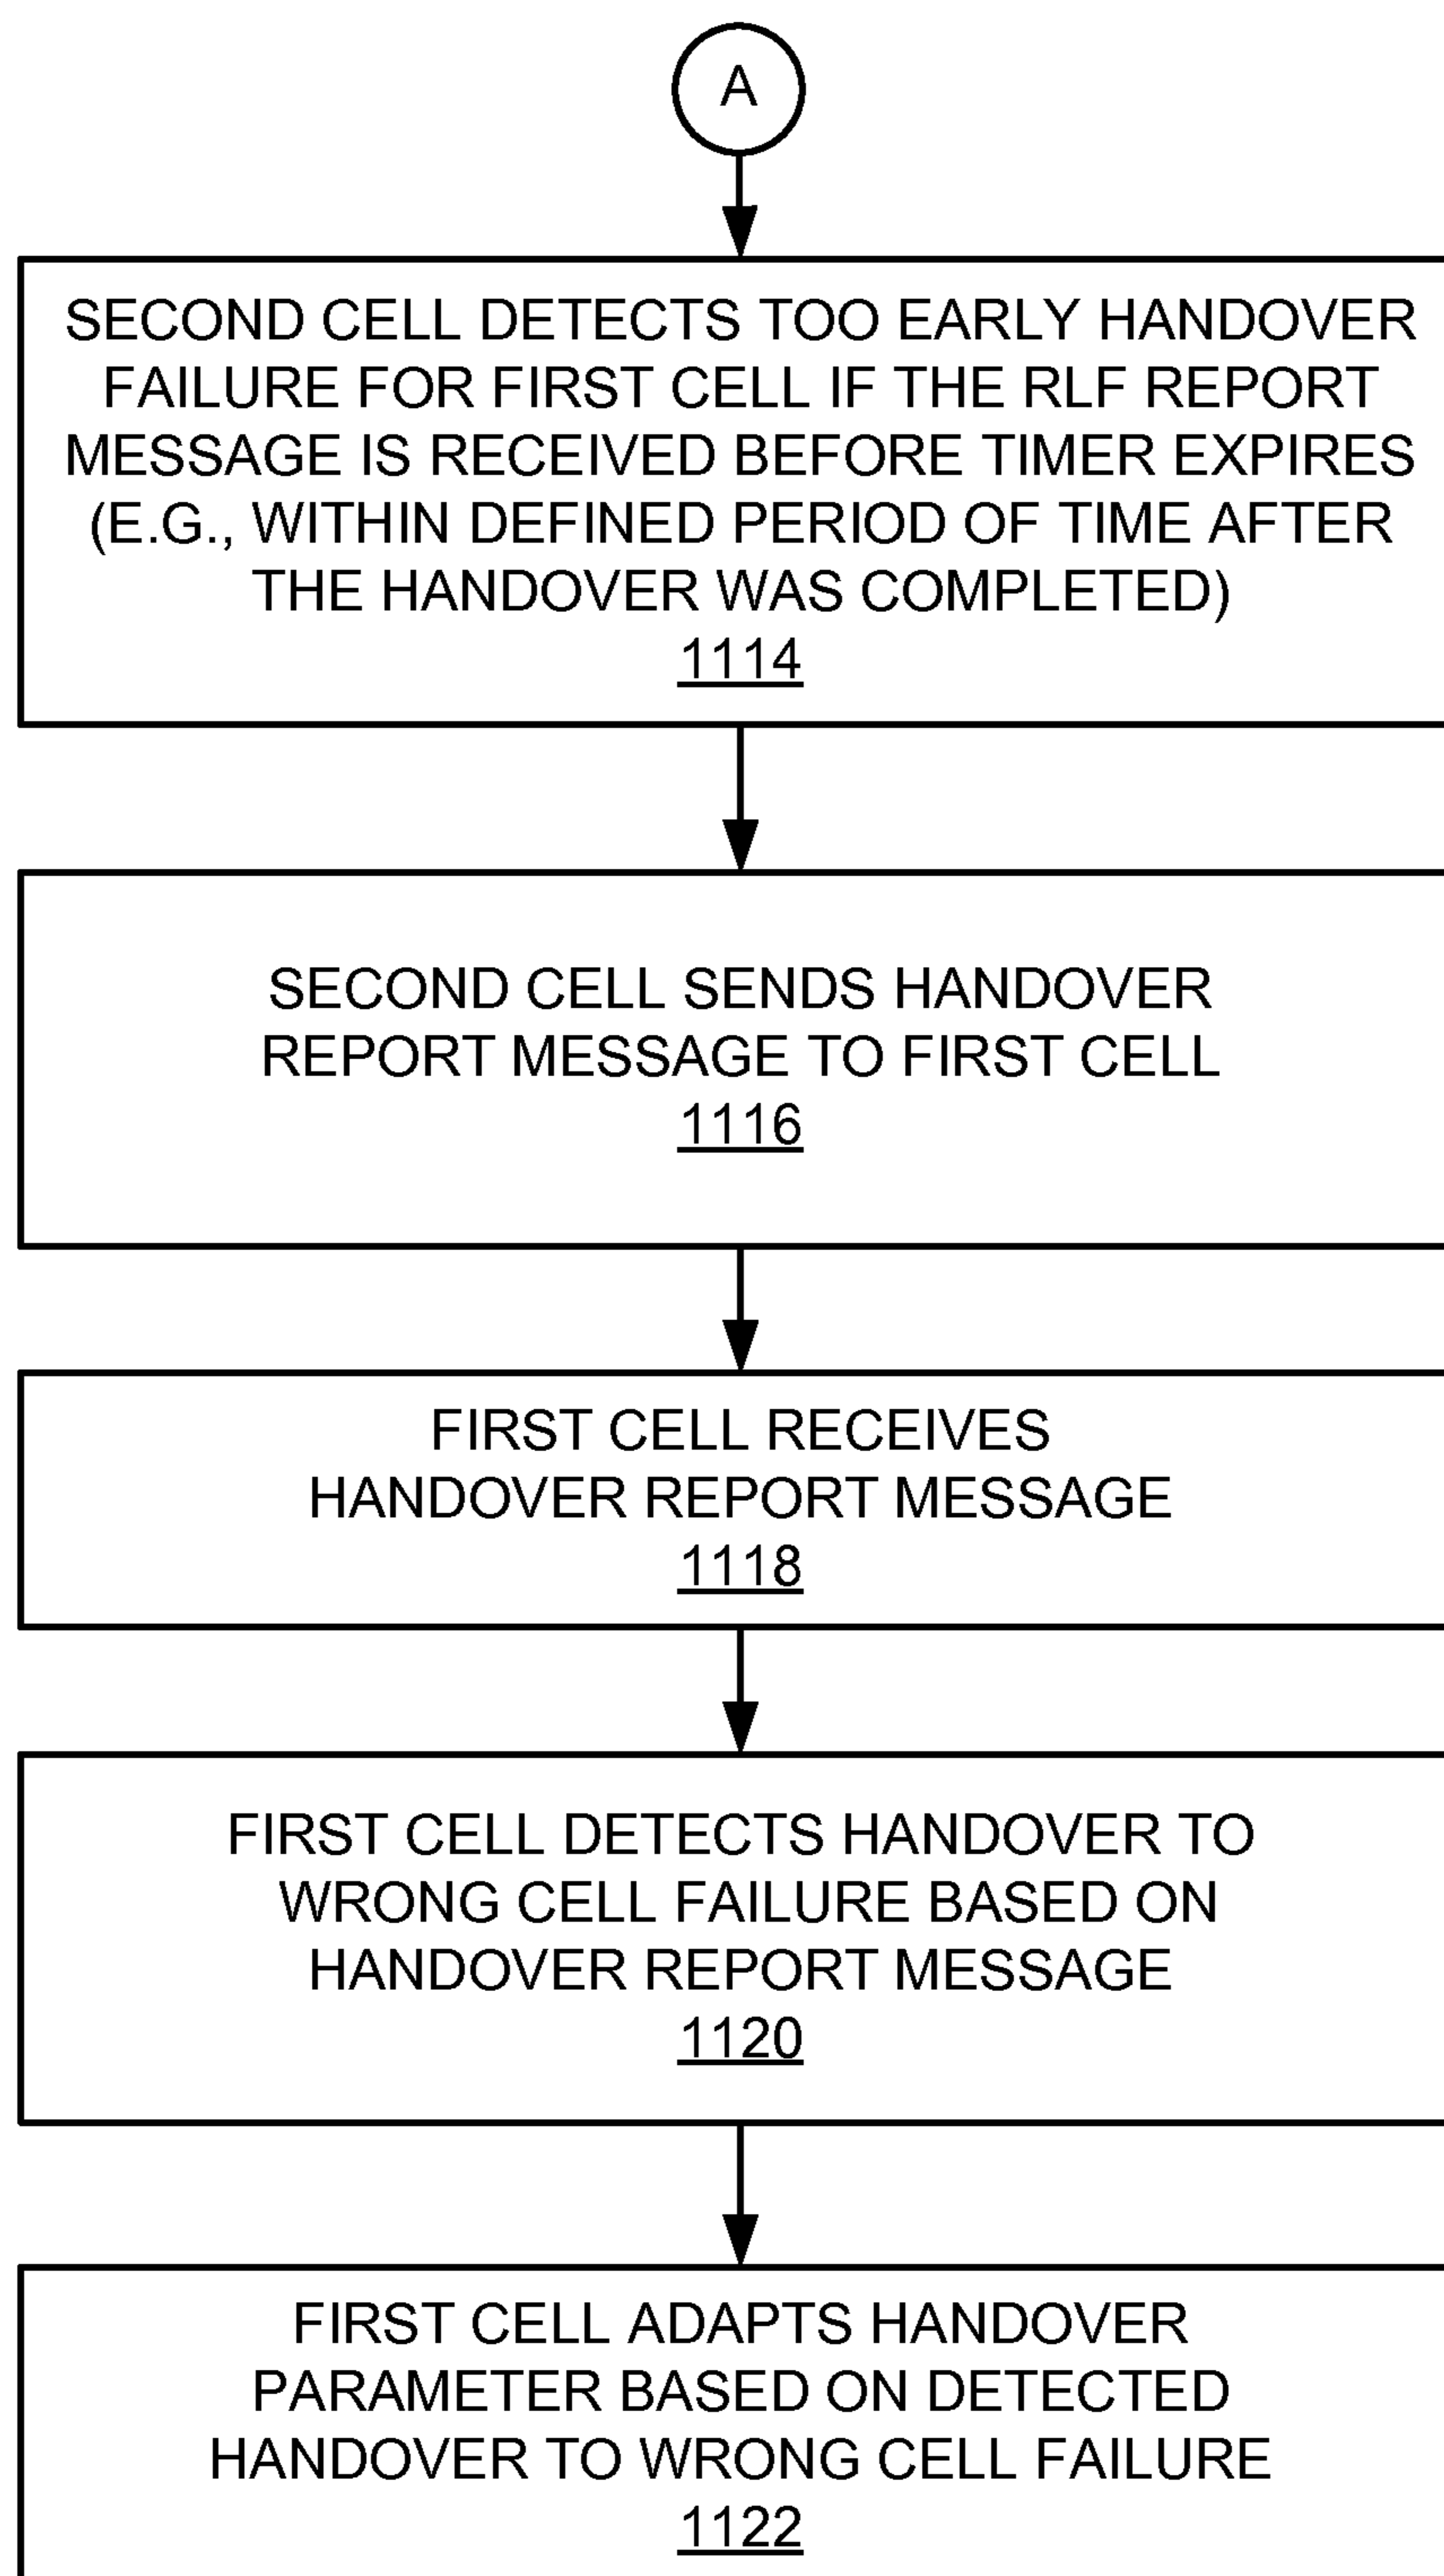 A
SECOND CELL DETECTS TOO EARLY HANDOVER
FAILURE FOR FIRST CELL IF THE RLF REPORT
MESSAGE IS RECEIVED BEFORE TIMER EXPIRES
(E.G., WITHIN DEFINED PERIOD OF TIME AFTER
THE HANDOVER WAS COMPLETED)
1114
SECOND CELL SENDS HANDOVER
REPORT MESSAGE TO FIRST CELL
1116
FIRST CELL RECEIVES
HANDOVER REPORT MESSAGE
1118
FIRST CELL DETECTS HANDOVER TO
WRONG CELL FAILURE BASED ON
HANDOVER REPORT MESSAGE
1120
FIRST CELL ADAPTS HANDOVER
PARAMETER BASED ON DETECTED
HANDOVER TO WRONG CELL FAILURE
1122